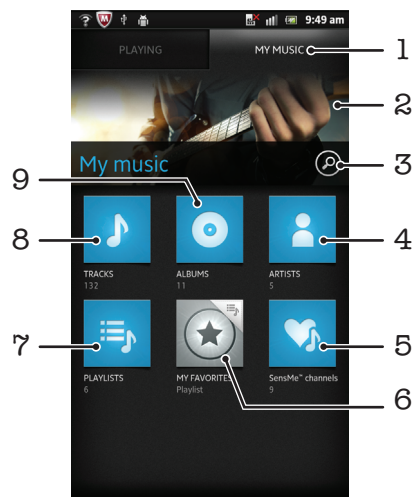 9:49 am
PLAYING
MY MUSIC
1
2
My music
3
9
8
4
TRACKS
132
ALBUMS
11
ARTISTS
5
7
5
PLAYLISTS
6
MY FAVORITES
Playlist
SensMe™ channels
9
6